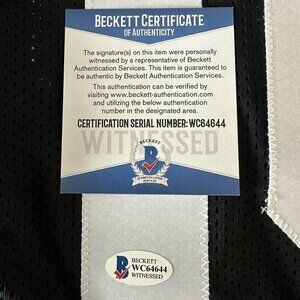 BECKETT CERTIFICATE
OF AUTHENTICITY
The signature(s) on this item were personally
witnessed by a representative of Beckett
Authentication Services. This item is guaranteed to
be authentic by Beckett Authentication Services.
This certification can be verified by
visiting www.beckett-authentication.com
and utilizing the below authentication
number in the designated area.
CERTIFICATION SERIAL NUMBER: WC64644
WITNESSED
BECKETT
B
AUTHENTICATION
SERVICES
BECKETT
B
WC64644
WITNESSED